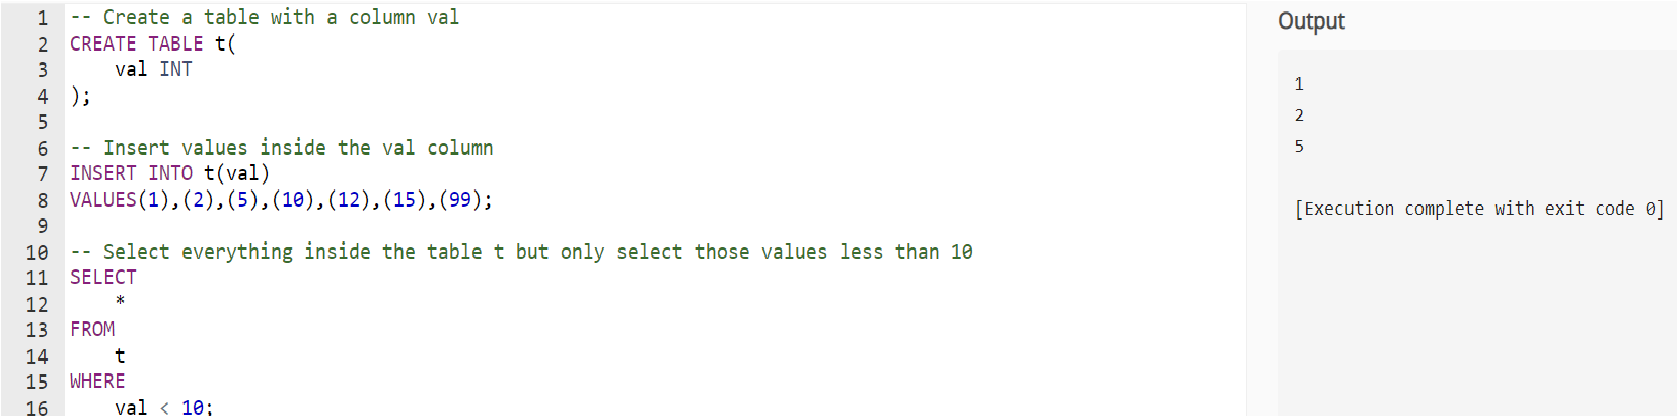 1 -- Create a table with a column val
2 CREATE TABLE t(
3     val INT
4 );
5
6 -- Insert values inside the val column
7 INSERT INTO t(val)
8 VALUES(1),(2),(5),(10),(12),(15),(99);
9
10 -- Select everything inside the table t but only select those values less than 10
11 SELECT
12     *
13 FROM
14     t
15 WHERE
16     val < 10;
Output
1
2
5
[Execution complete with exit code 0]